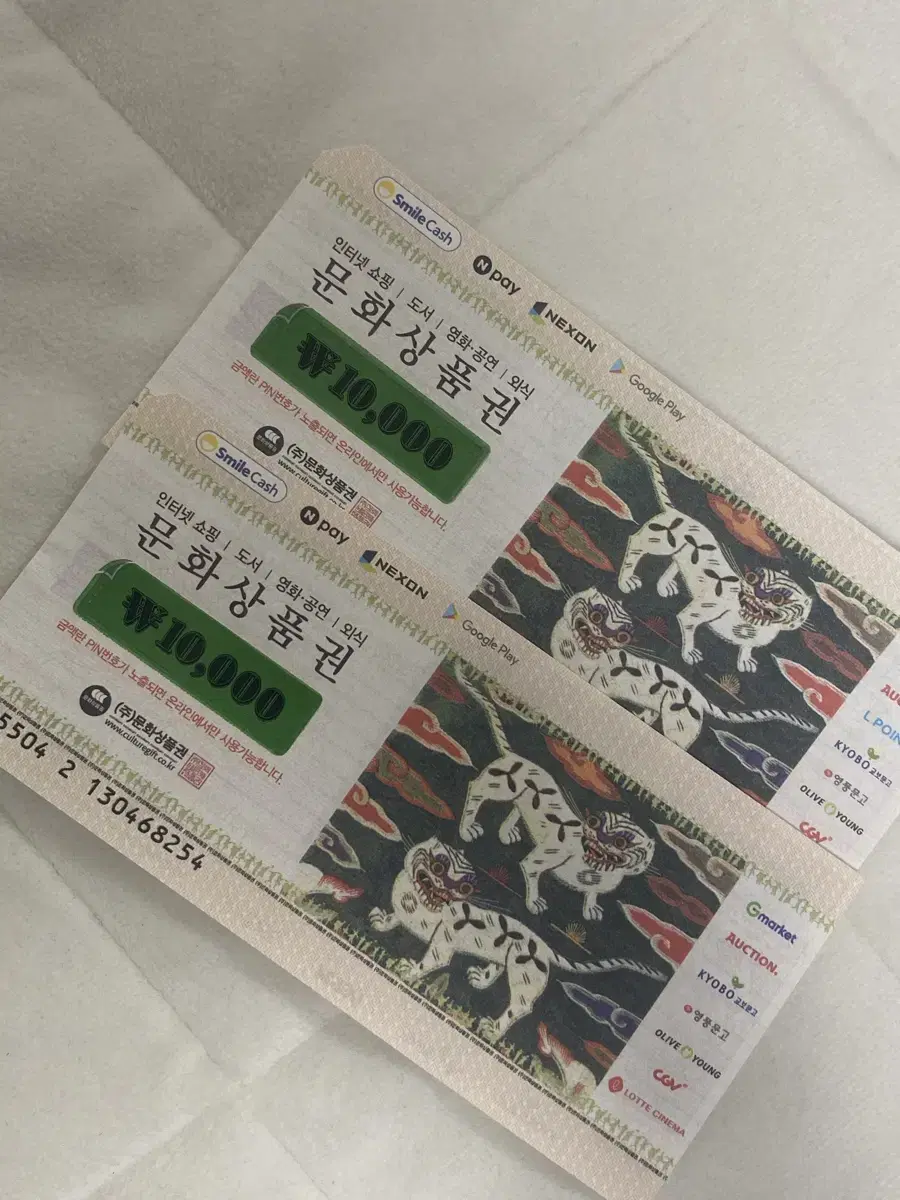 Smile Cash
N pay
NEXON
Google Play
인터넷 쇼핑 | 도서 | 영화·공연 | 외식
문화상품권
₩10,000
금액란 PIN번호가 노출되면 온라인에서만 사용가능합니다.
(주)문화상품권
L.POIN
KYOBO 교보문고
영풍문고
OLIVE YOUNG
CGV
Smile Cash
N pay
NEXON
Google Play
인터넷 쇼핑 | 도서 | 영화·공연 | 외식
문화상품권
₩10,000
금액란 PIN번호가 노출되면 온라인에서만 사용가능합니다.
(주)문화상품권
www.culturegift.co.kr
5504 2 130468254
Gmarket
AUCTION.
KYOBO 교보문고
영풍문고
OLIVE YOUNG
CGV
LOTTE CINEMA